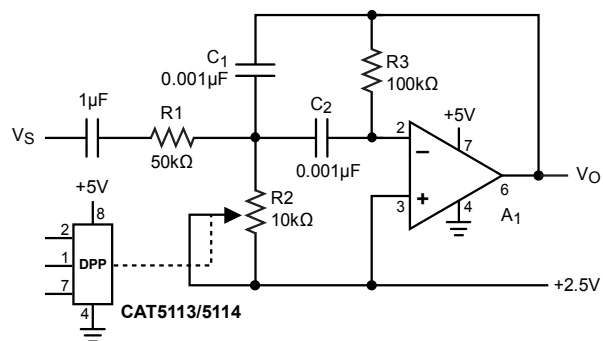 C1
0.001µF
R3
100kΩ
1µF
R1
C2
+5V
VS
50kΩ
0.001µF
2
7
–
+
3
6
4
VO
A1
+5V
8
R2
10kΩ
2
1
DPP
7
4
CAT5113/5114
+2.5V